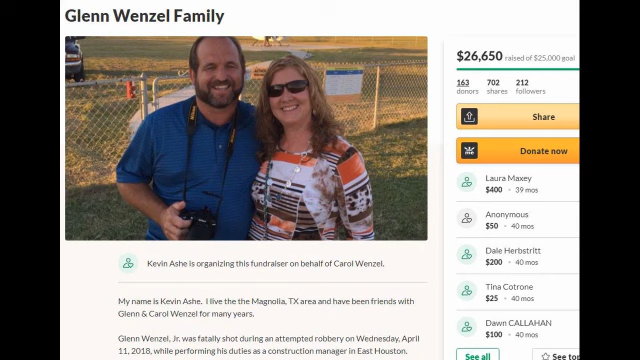 Glenn Wenzel Family
$26,650 raised of $25,000 goal
163 donors
702 shares
212 followers
Share
Donate now
Laura Maxey
$400 • 39 mos
Anonymous
$50 • 40 mos
Dale Herbstritt
$200 • 40 mos
Tina Cotrone
$25 • 40 mos
Dawn CALLAHAN
$100 • 40 mos
See all
See top
Kevin Ashe is organizing this fundraiser on behalf of Carol Wenzel.
My name is Kevin Ashe.  I live the the Magnolia, TX area and have been friends with
Glenn & Carol Wenzel for many years.
Glenn Wenzel, Jr. was fatally shot during an attempted robbery on Wednesday, April
11, 2018, while performing his duties as a construction manager in East Houston.